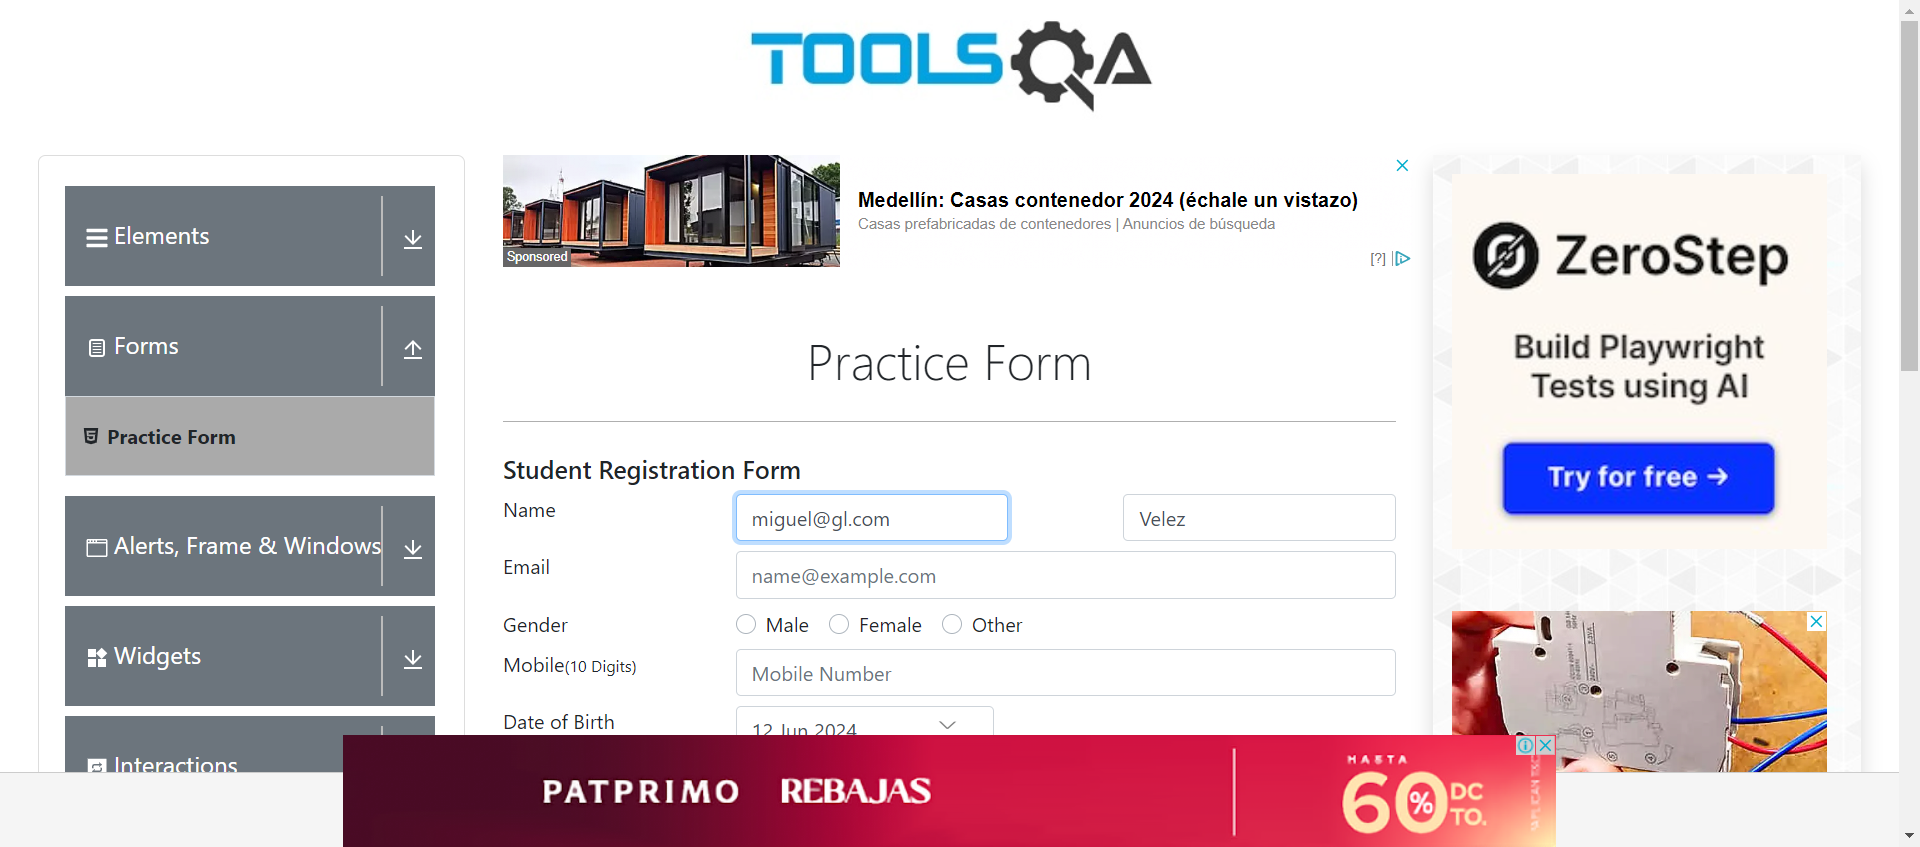 TOOLSQA
Elements
Forms
Practice Form
Alerts, Frame & Windows
Widgets
Interactions
Sponsored
Medellín: Casas contenedor 2024 (échale un vistazo)
Casas prefabricadas de contenedores | Anuncios de búsqueda
[?]
Practice Form
Student Registration Form
Name
miguel@gl.com
Velez
Email
name@example.com
Gender
Male
Female
Other
Mobile(10 Digits)
Mobile Number
Date of Birth
12 Jun 2024
ZeroStep
Build Playwright
Tests using AI
Try for free →
PATPRIMO REBAJAS
HASTA
60% DC
TO.